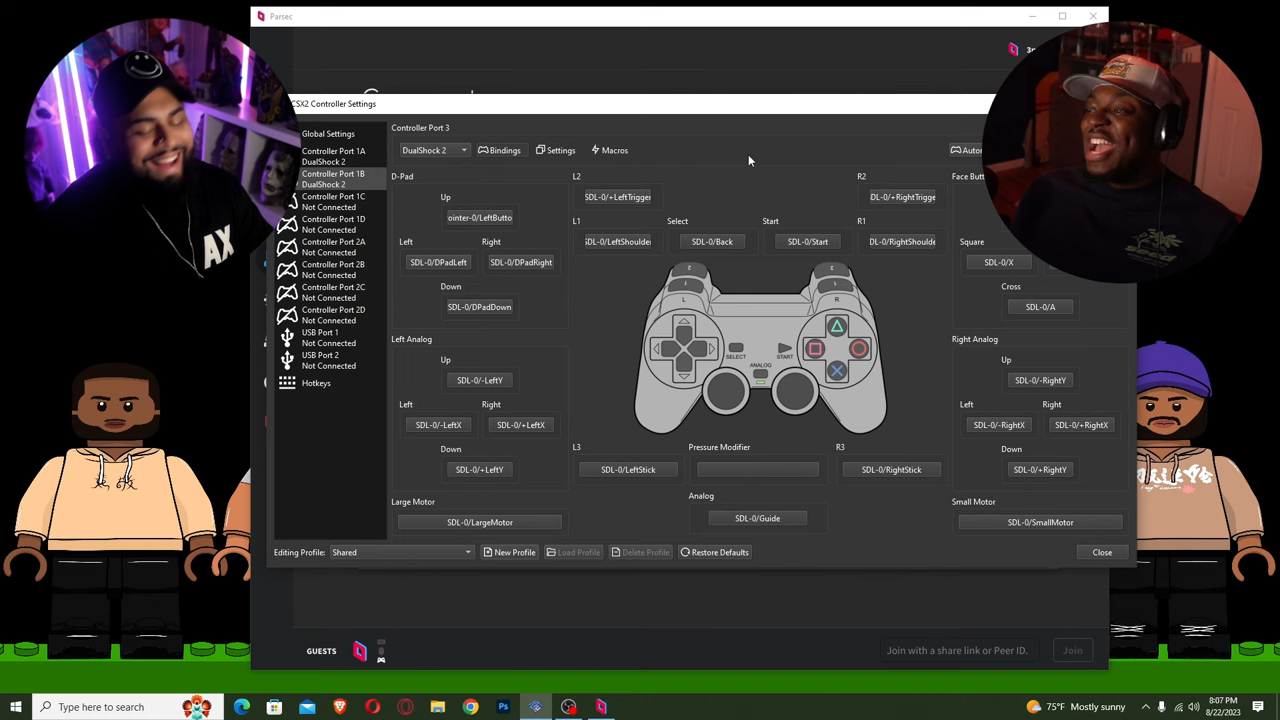 Parsec
CSX2 Controller Settings
Global Settings
Controller Port 1A
DualShock 2
Controller Port 1B
DualShock 2
Controller Port 1C
Not Connected
Controller Port 1D
Not Connected
Controller Port 2A
Not Connected
Controller Port 2B
Not Connected
Controller Port 2C
Not Connected
Controller Port 2D
Not Connected
USB Port 1
Not Connected
USB Port 2
Not Connected
Hotkeys
Controller Port 3
DualShock 2 Bindings Settings Macros
D-Pad
Up
ointer-0/LeftButto
Left Right
SDL-0/DPadLeft SDL-0/DPadRight
Down
SDL-0/DPadDown
Left Analog
Up
SDL-0/-LeftY
Left Right
SDL-0/-LeftX SDL-0/+LeftX
Down
SDL-0/+LeftY
Large Motor
SDL-0/LargeMotor
L2
SDL-0/+LeftTrigger
L1 Select Start R1
SDL-0/LeftShoulder SDL-0/Back SDL-0/Start DL-0/RightShoulde
R2
DL-0/+RightTrigge
2 2
L R
SELECT START
ANALOG
L3 Pressure Modifier R3
SDL-0/LeftStick SDL-0/RightStick
Analog
SDL-0/Guide
Face Butt
Square
SDL-0/X
Cross
SDL-0/A
Right Analog
Up
SDL-0/-RightY
Left Right
SDL-0/-RightX SDL-0/+RightX
Down
SDL-0/+RightY
Small Motor
SDL-0/SmallMotor
Editing Profile: Shared New Profile Load Profile Delete Profile Restore Defaults Close
GUESTS Join with a share link or Peer ID. Join
AX
Type here to search
Ps
75°F Mostly sunny
8:07 PM
8/22/2023